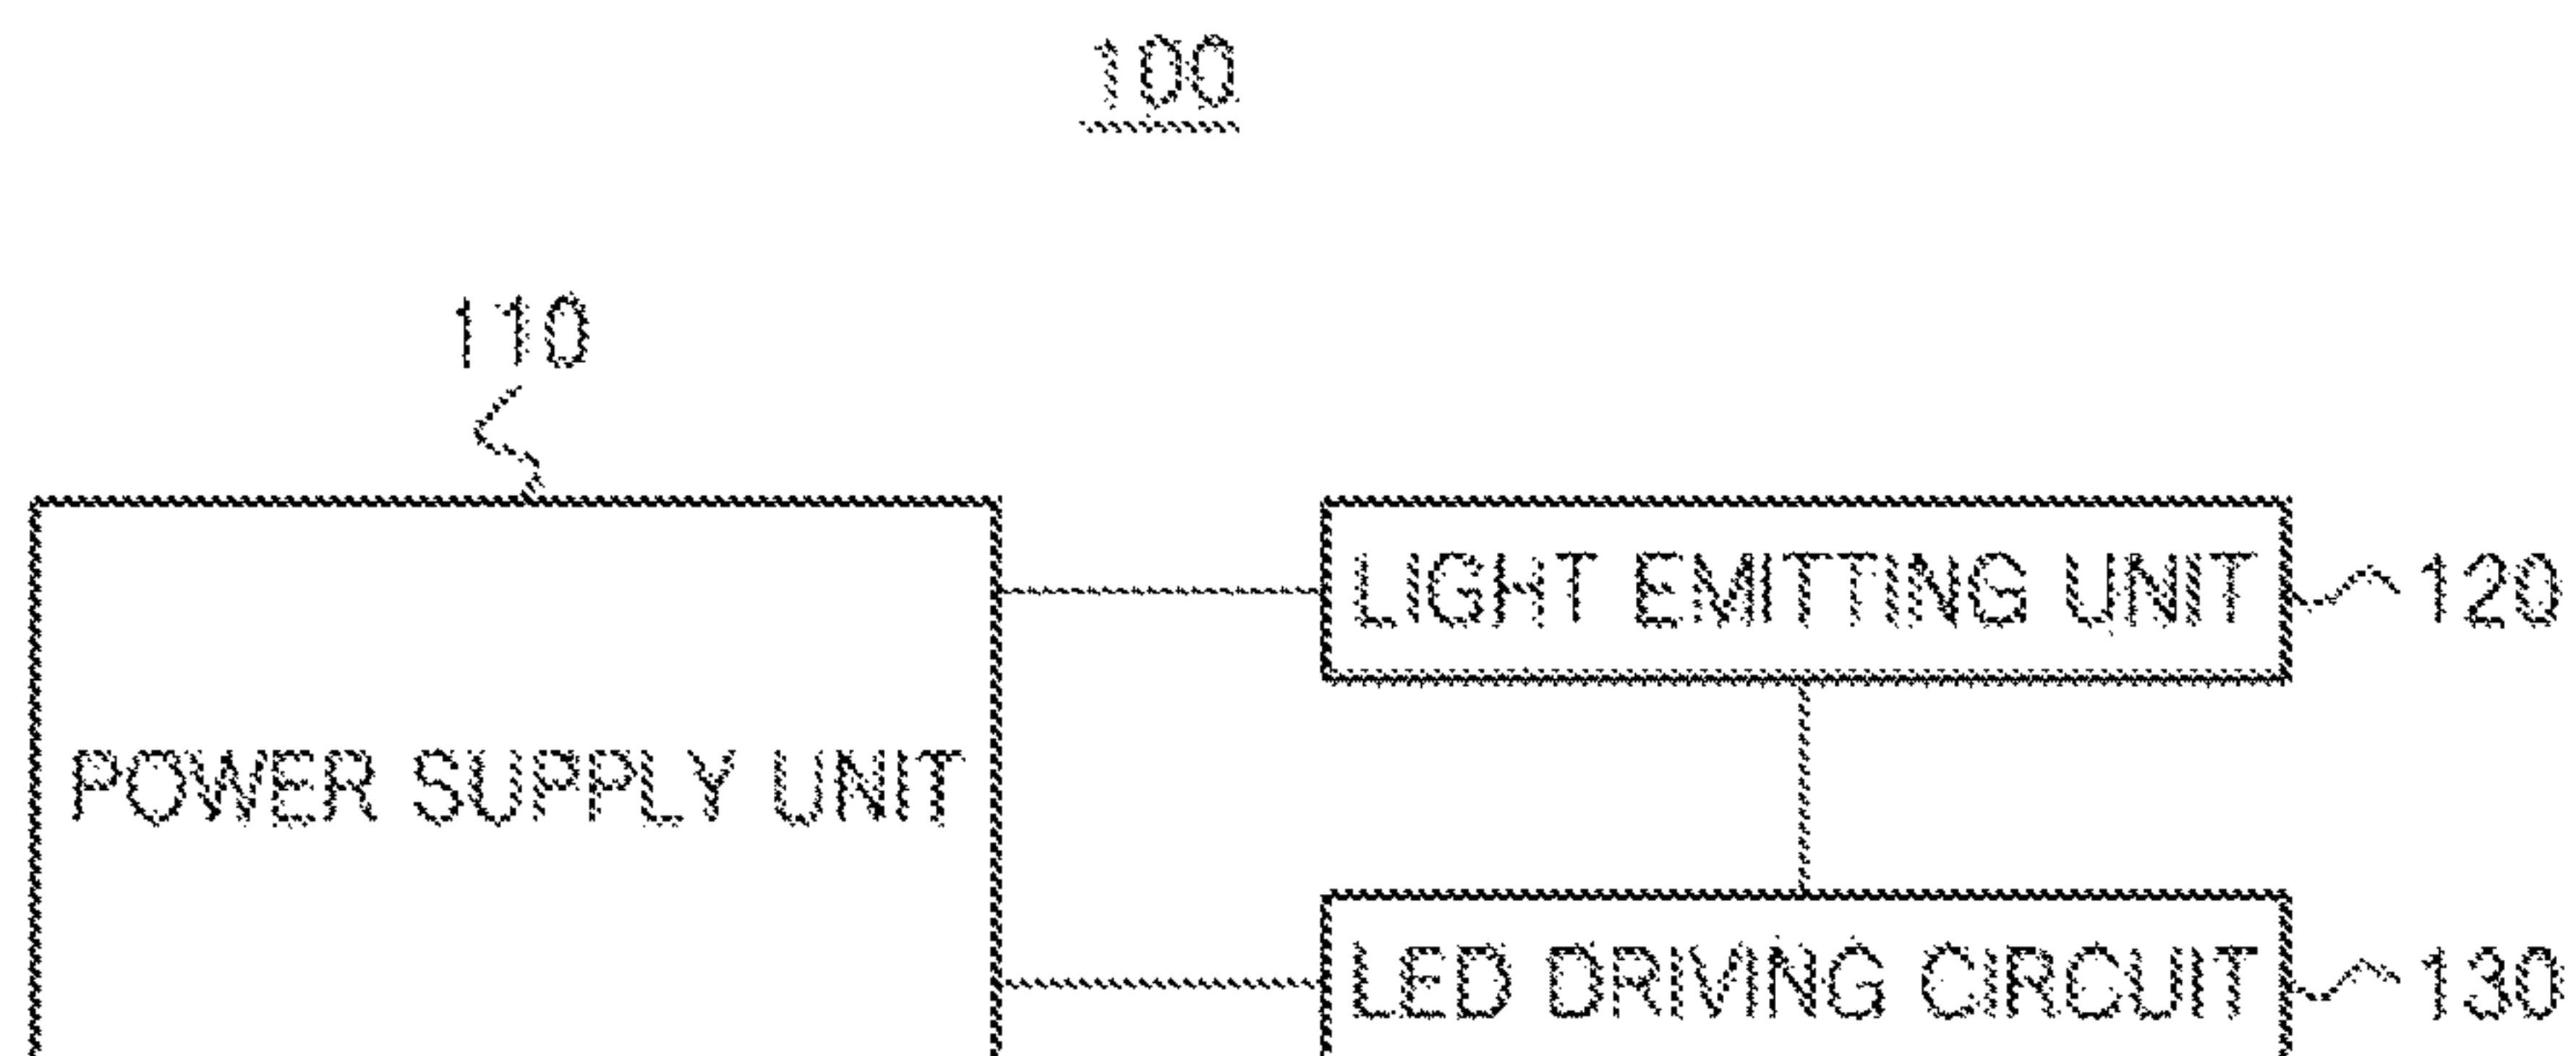 100
110
LIGHT EMITTING UNIT 120
POWER SUPPLY UNIT
LED DRIVING CIRCUIT 130